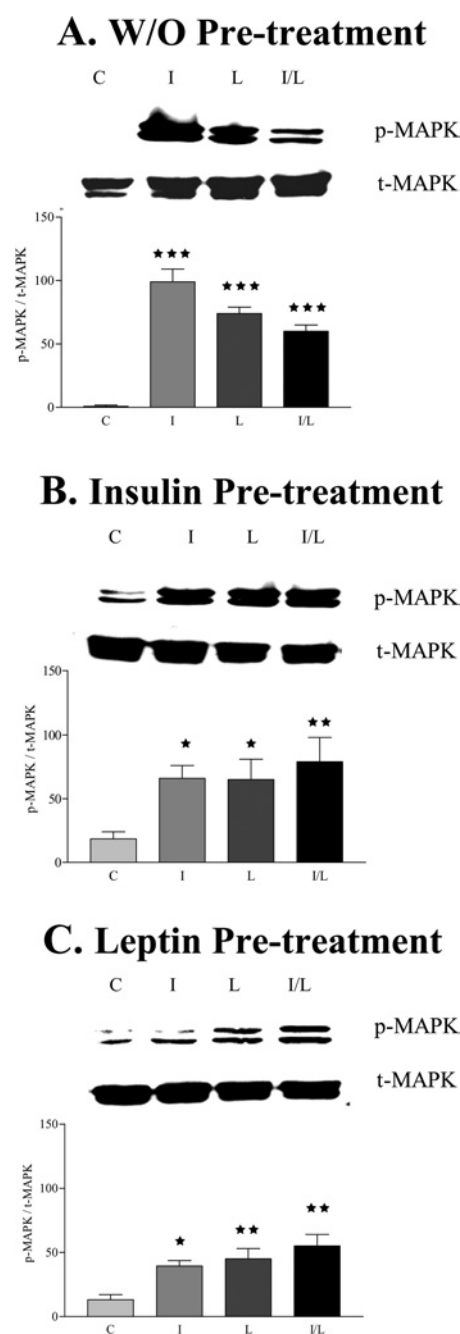 A. W/O Pre-treatment
C I L I/L
p-MAPK
t-MAPK
150
100
50
0
p-MAPK / t-MAPK
★★★ ★★★ ★★★
C I L I/L
B. Insulin Pre-treatment
C I L I/L
p-MAPK
t-MAPK
150
100
50
0
p-MAPK / t-MAPK
★ ★ ★★
C I L I/L
C. Leptin Pre-treatment
C I L I/L
p-MAPK
t-MAPK
150
100
50
0
p-MAPK / t-MAPK
★ ★★ ★★
C I L I/L